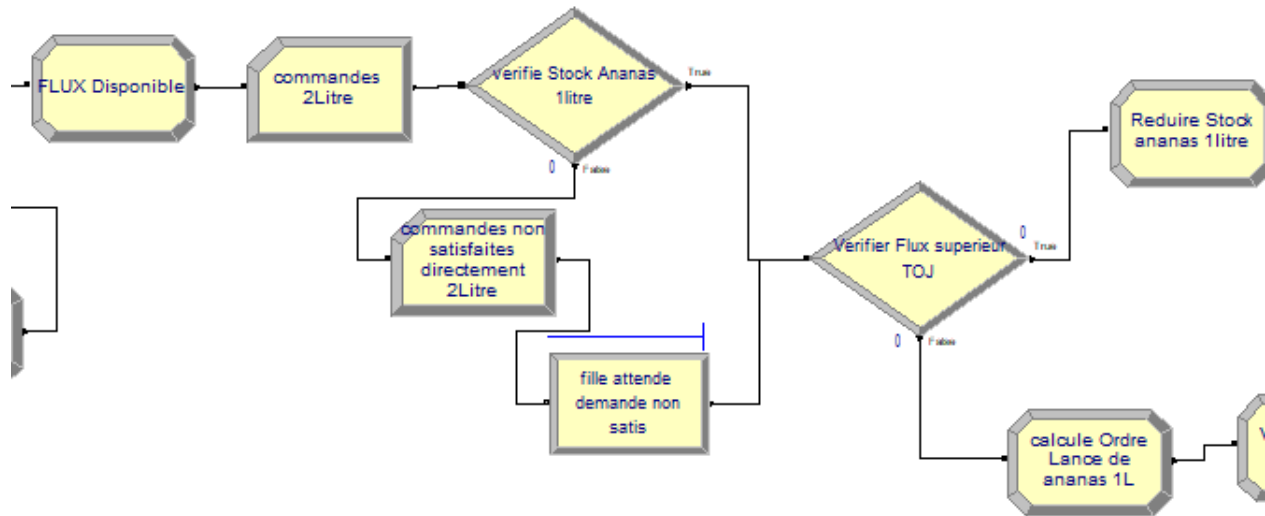 FLUX Disponible
commandes
2Litre
Verifie Stock Ananas
1litre
True
0
False
commandes non
satisfaites
directement
2Litre
fille attende
demande non
satis
Verifier Flux superieur
TOJ
0
True
0
False
Reduire Stock
ananas 1litre
calcule Ordre
Lance de
ananas 1L
V